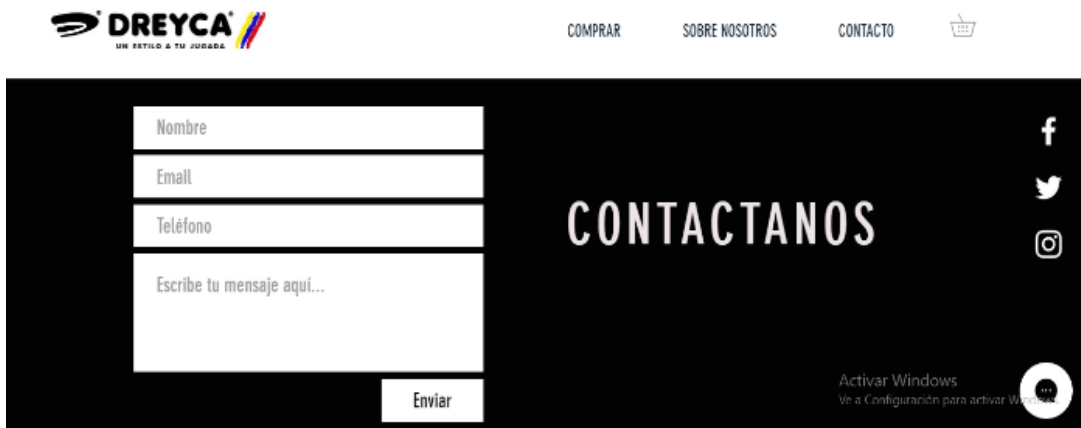 DREYCA
UN ESTILO A TU JUGADA
COMPRAR
SOBRE NOSOTROS
CONTACTO
Nombre
Email
Teléfono
Escribe tu mensaje aquí...
Enviar
CONTACTANOS
Activar Windows
Ve a Configuración para activar Windows.